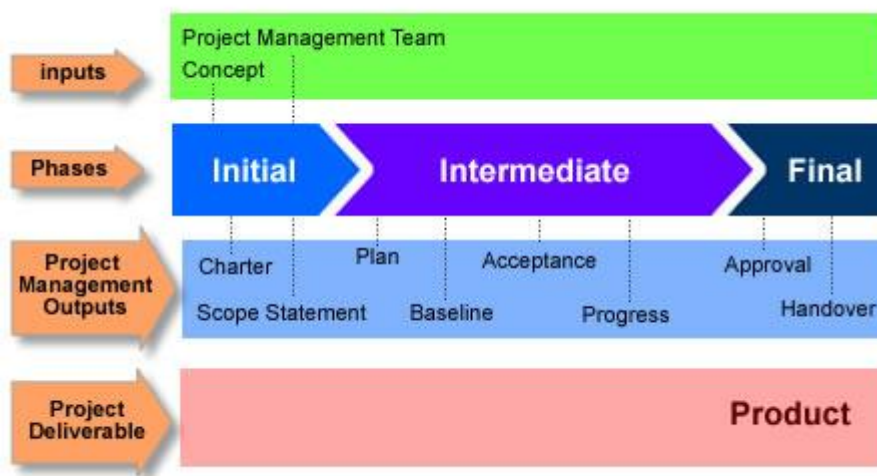 inputs
Project Management Team
Concept
Phases
Initial
Intermediate
Final
Project
Management
Outputs
Charter
Plan
Acceptance
Approval
Scope Statement
Baseline
Progress
Handover
Project
Deliverable
Product